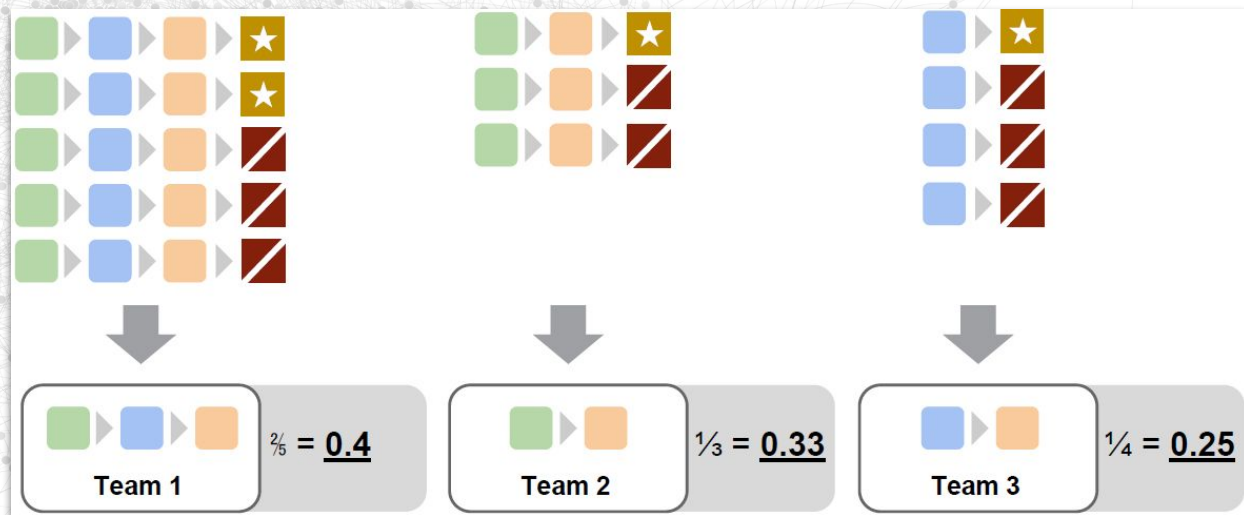 ⅖ = 0.4
Team 1
⅓ = 0.33
Team 2
¼ = 0.25
Team 3